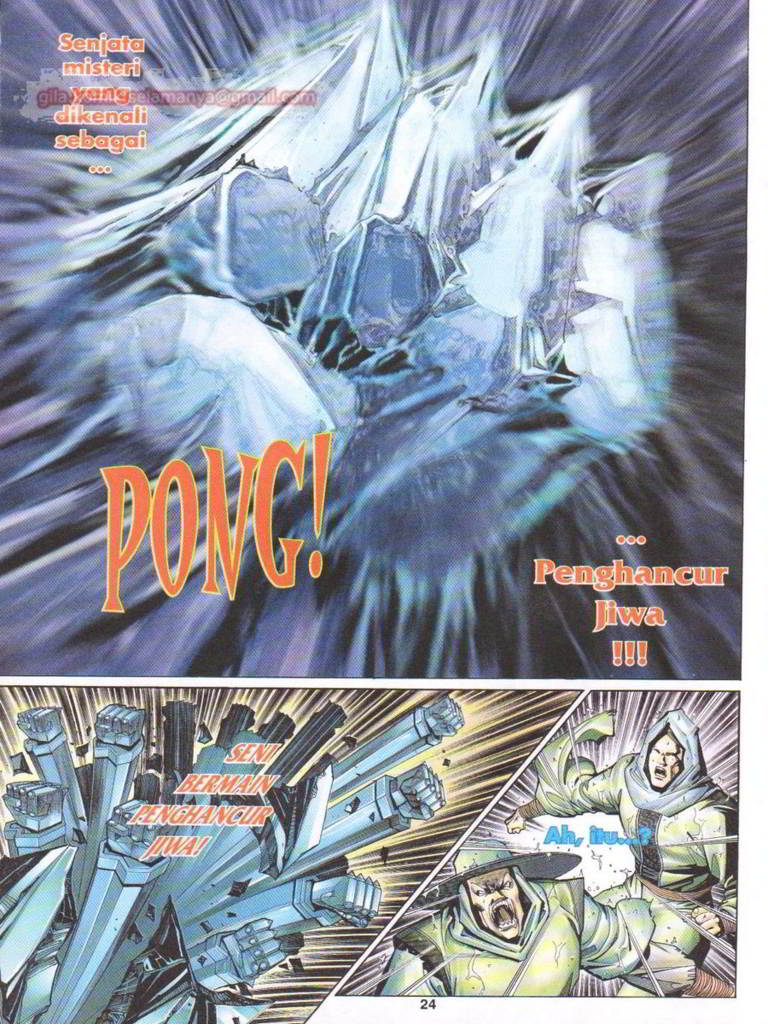 Senjata
misteri
yang
dikenali
sebagai
...
PONG!
...
Penghancur
Jiwa
!!!
SENI
BERMAIN
PENGHANCUR
JIWA!
Ah, itu...?
24